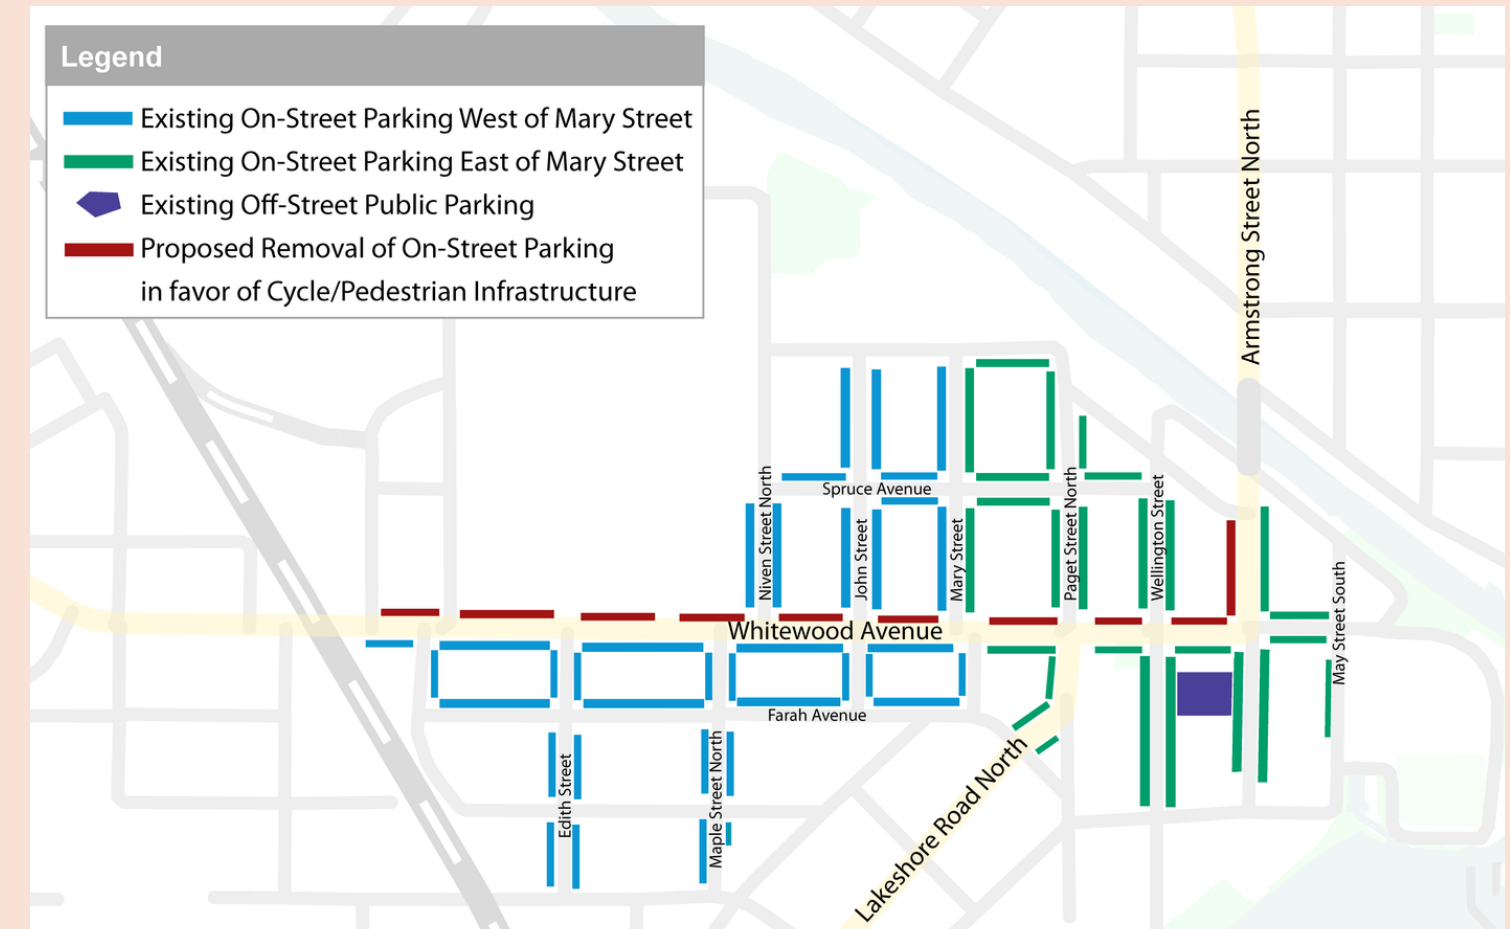 Legend
Existing On-Street Parking West of Mary Street
Existing On-Street Parking East of Mary Street
Existing Off-Street Public Parking
Proposed Removal of On-Street Parking
in favor of Cycle/Pedestrian Infrastructure
Armstrong Street North
Spruce Avenue
Niven Street North
John Street
Mary Street
Paget Street North
Wellington Street
May Street South
Whitewood Avenue
Farah Avenue
Edith Street
Maple Street North
Lakeshore Road North